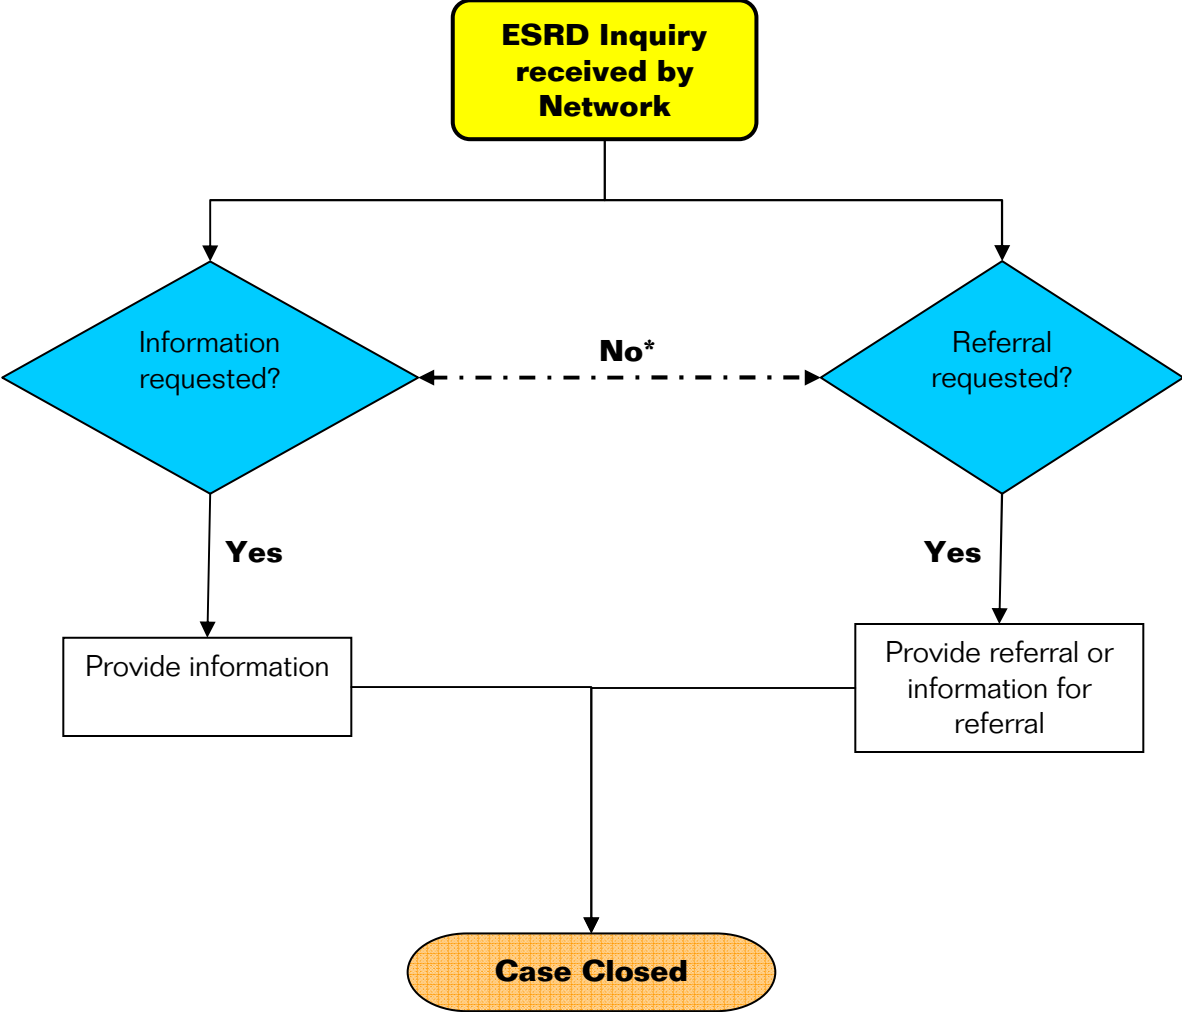 ESRD Inquiry
received by
Network
Information
requested?
No*
Referral
requested?
Yes
Yes
Provide information
Provide referral or
information for
referral
Case Closed